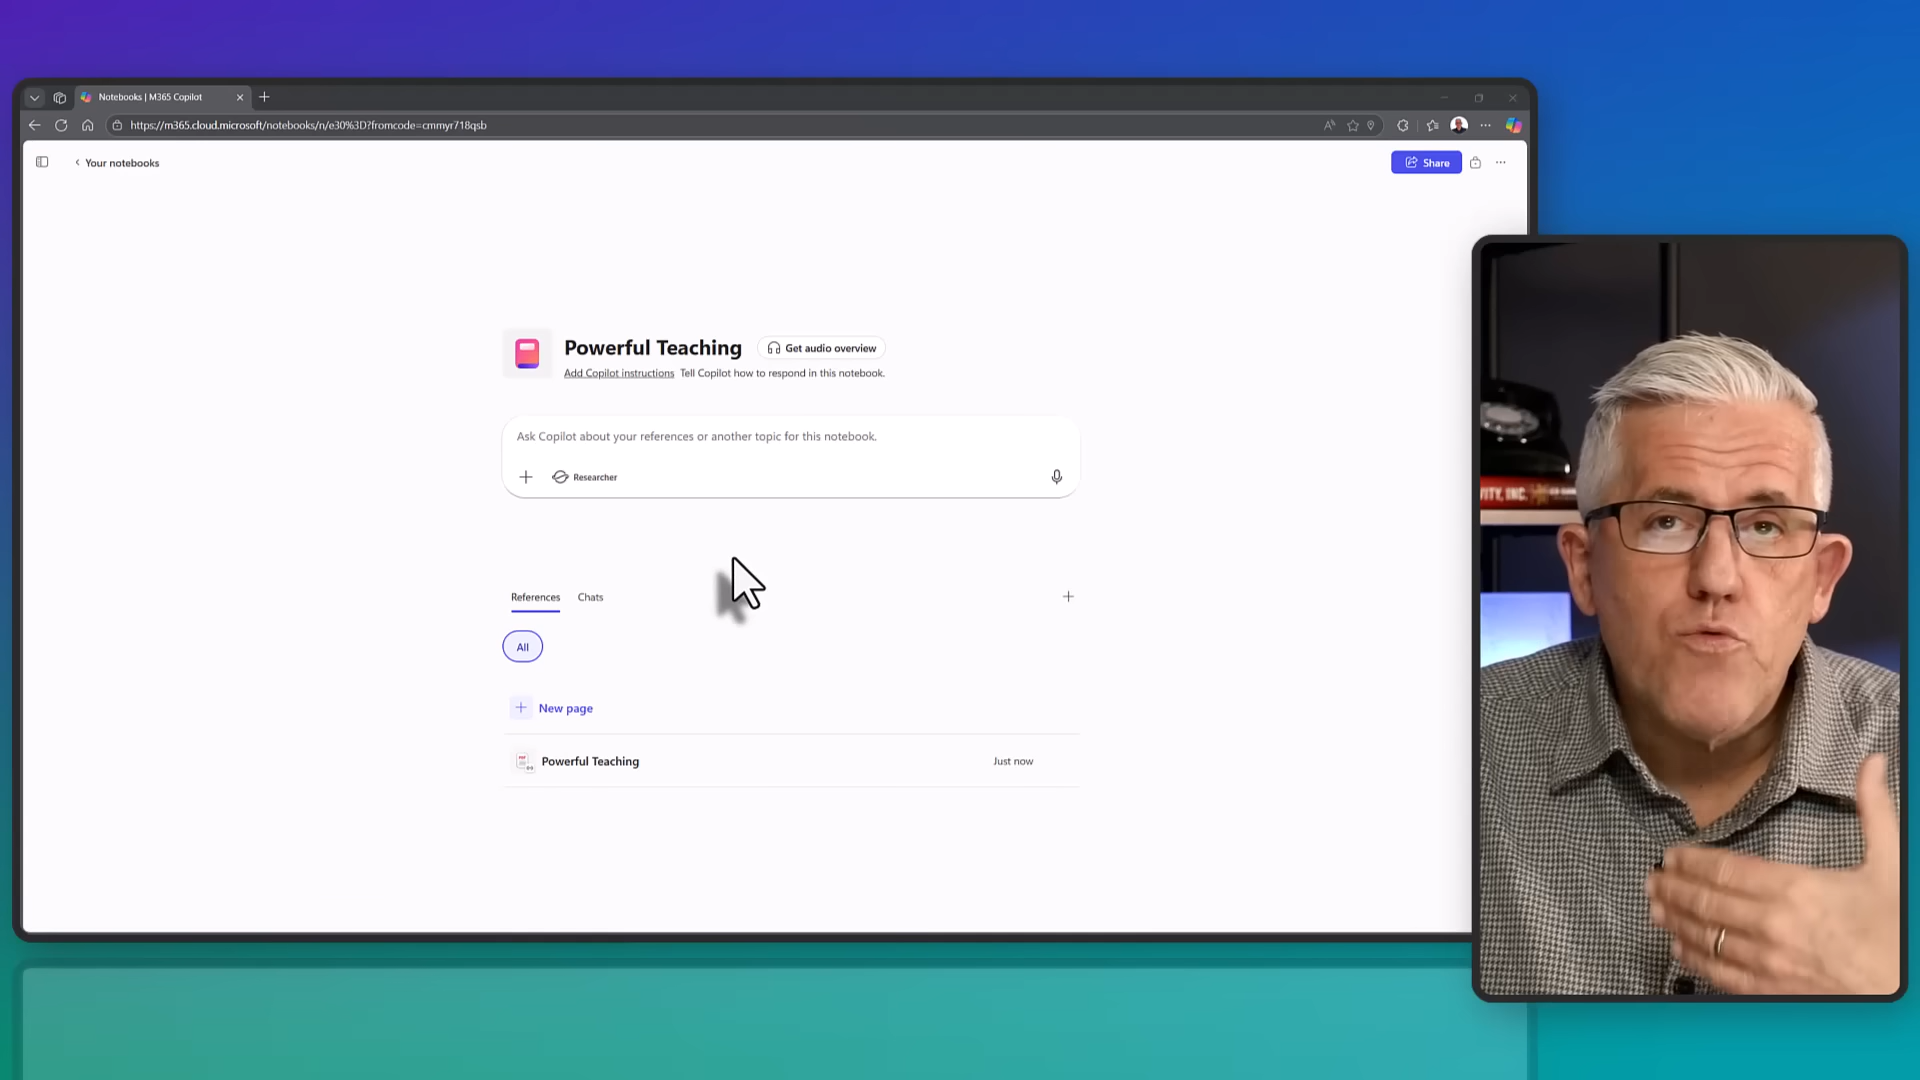 Notebooks | M365 Copilot
https://m365.cloud.microsoft/notebooks/n/e30%3D?fromcode=cmmyr718qsb
Your notebooks
Share
Powerful Teaching
Get audio overview
Add Copilot instructions Tell Copilot how to respond in this notebook.
Ask Copilot about your references or another topic for this notebook.
Researcher
References
Chats
All
New page
Powerful Teaching
Just now
INC.